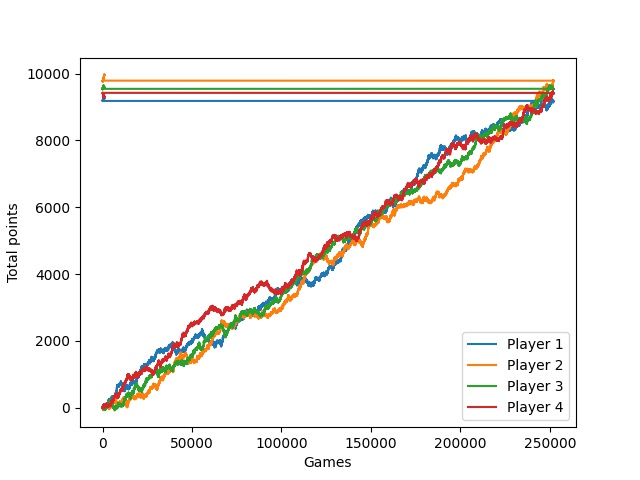 10000
8000
6000
4000
2000
0
Total points
0
50000
100000
150000
200000
250000
Games
Player 1
Player 2
Player 3
Player 4